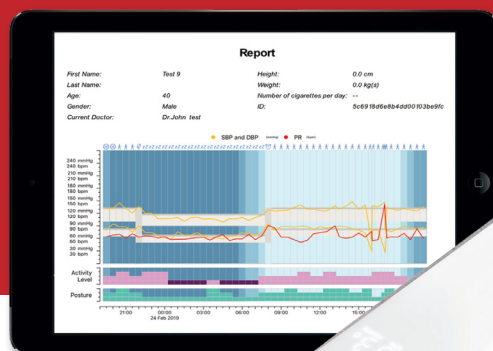 Report
First Name: Test 9 Height: 0.0 cm
Last Name: Weight: 0.0 kg(s)
Age: 40 Number of cigarettes per day: --
Gender: Male ID: 5c6918d6e8b4dd00103be9fc
Current Doctor: Dr.John test
SBP and DBP (mmHg) PR (bpm)
240 mmHg
240 bpm
210 mmHg
210 bpm
180 mmHg
180 bpm
150 mmHg
150 bpm
120 mmHg
120 bpm
90 mmHg
90 bpm
60 mmHg
60 bpm
30 mmHg
30 bpm
Activity
Level
Posture
21:00 00:00 03:00 06:00 09:00 12:00 15:00
24 Feb 2019